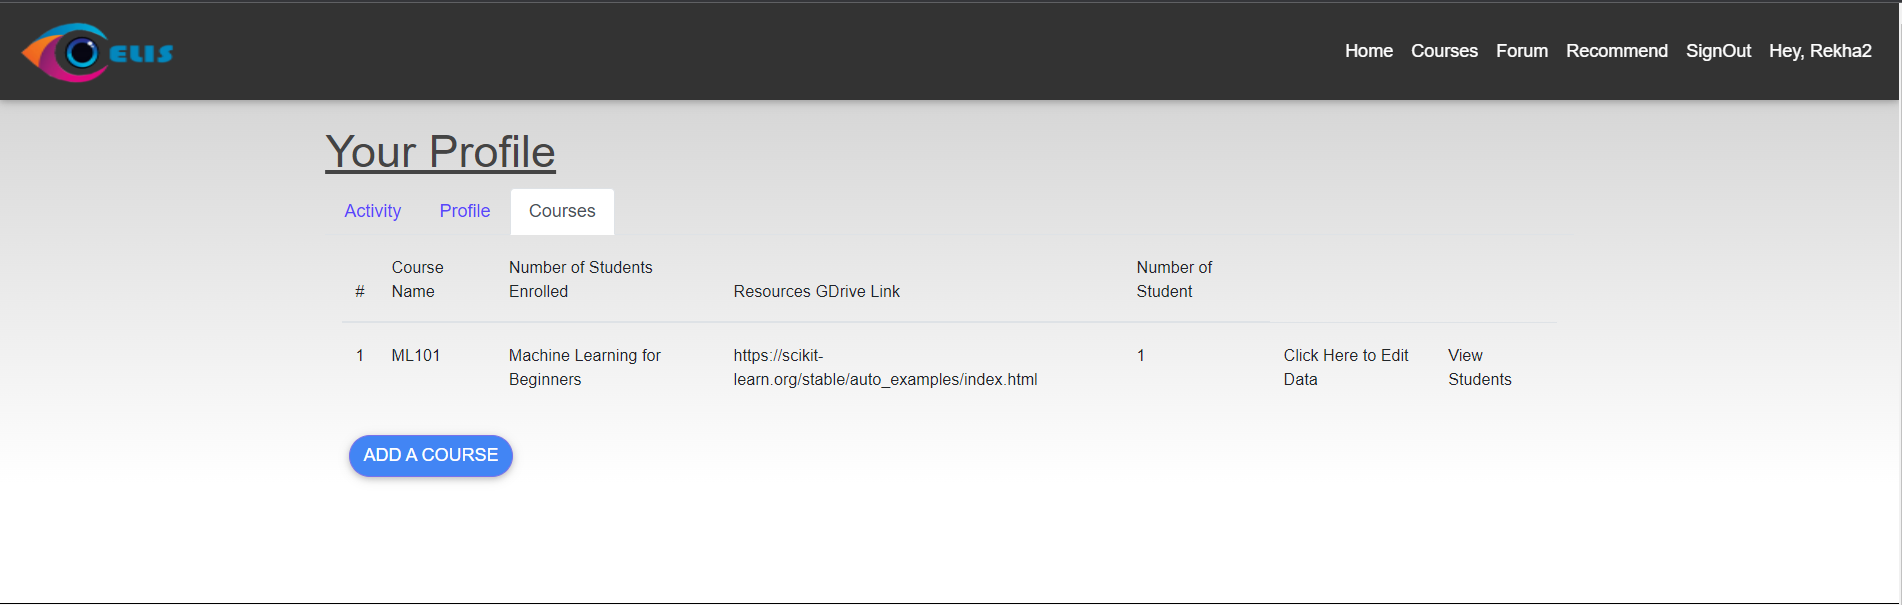 ELIS
Home Courses Forum Recommend SignOut Hey, Rekha2
Your Profile
Activity Profile Courses
# Course Name Number of Students Enrolled Resources GDrive Link Number of Student
1 ML101 Machine Learning for Beginners https://scikit-learn.org/stable/auto_examples/index.html 1 Click Here to Edit Data View Students
ADD A COURSE